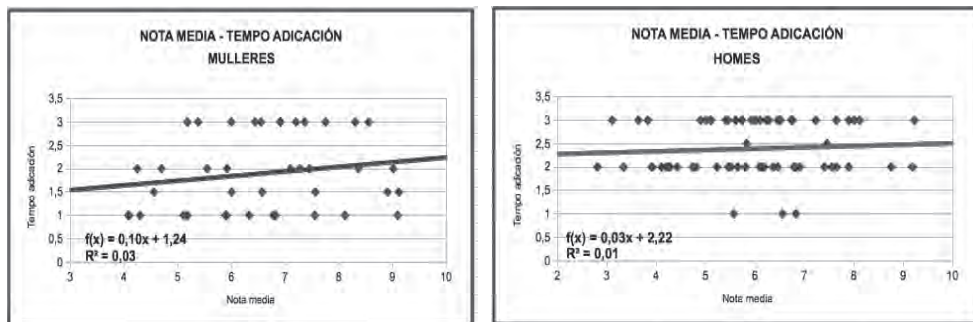 NOTA MEDIA - TEMPO ADICACIÓN
MULLERES
3,5
3
2,5
2
1,5
1
0,5
0
Tempo adicación
f(x) = 0,10x + 1,24
R² = 0,03
3 4 5 6 7 8 9 10
Nota media
NOTA MEDIA - TEMPO ADICACIÓN
HOMES
3,5
3
2,5
2
1,5
1
0,5
0
Tempo adicación
f(x) = 0,03x + 2,22
R² = 0,01
2 3 4 5 6 7 8 9 10
Nota media